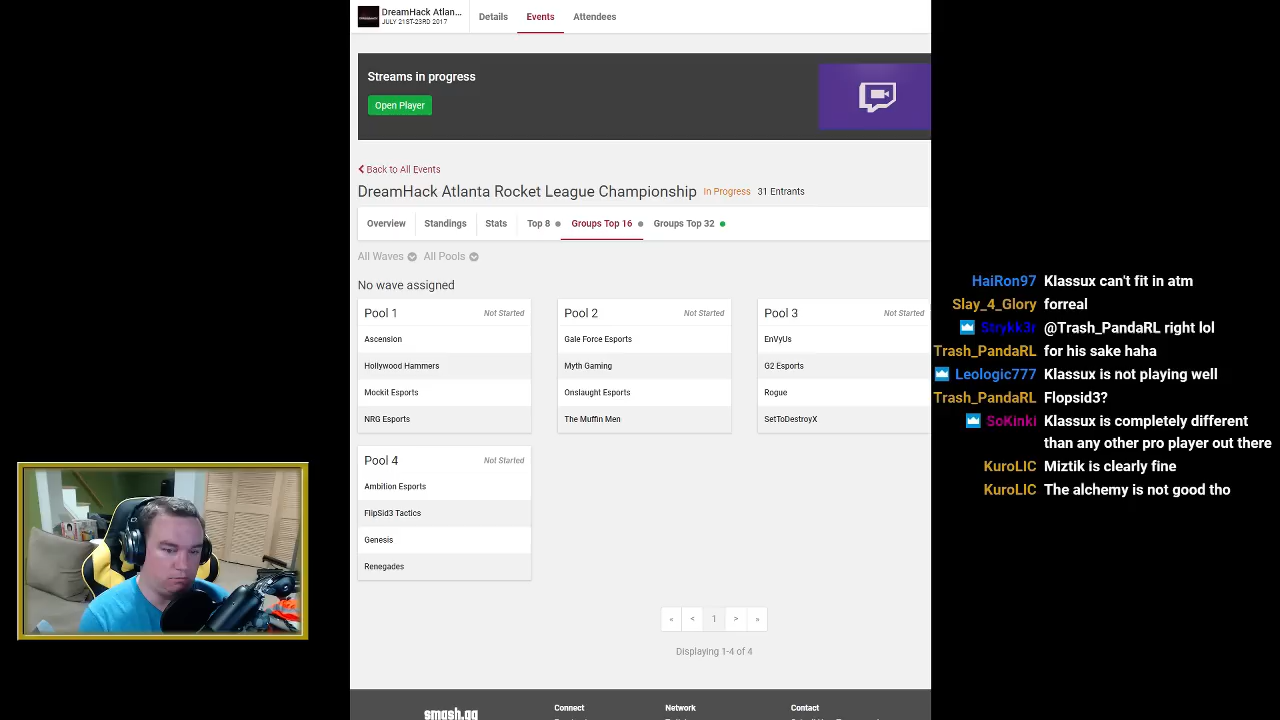 DreamHack Atlan...
JULY 21ST-23RD 2017
Details
Events
Attendees
Streams in progress
Open Player
Back to All Events
DreamHack Atlanta Rocket League Championship
In Progress
31 Entrants
Overview
Standings
Stats
Top 8
Groups Top 16
Groups Top 32
All Waves
All Pools
No wave assigned
Pool 1
Not Started
Ascension
Hollywood Hammers
Mockit Esports
NRG Esports
Pool 2
Not Started
Gale Force Esports
Myth Gaming
Onslaught Esports
The Muffin Men
Pool 3
Not Started
EnVyUs
G2 Esports
Rogue
SetToDestroyX
Pool 4
Not Started
Ambition Esports
FlipSid3 Tactics
Genesis
Renegades
« < 1 > »
Displaying 1-4 of 4
smash.gg
Connect
Network
Contact
HaiRon97 Klassux can't fit in atm
Slay_4_Glory forreal
Strykk3r @Trash_PandaRL right lol
Trash_PandaRL for his sake haha
Leologic777 Klassux is not playing well
Trash_PandaRL Flopsid3?
SoKinki Klassux is completely different
than any other pro player out there
KuroLIC Miztik is clearly fine
KuroLIC The alchemy is not good tho